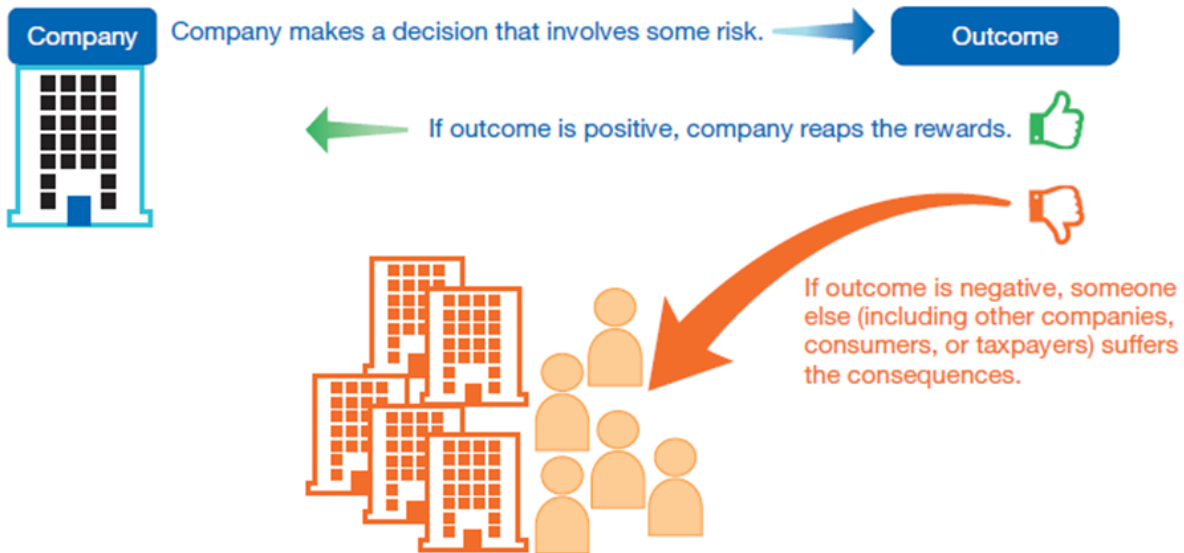 Company
Company makes a decision that involves some risk.
Outcome
If outcome is positive, company reaps the rewards.
If outcome is negative, someone
else (including other companies,
consumers, or taxpayers) suffers
the consequences.